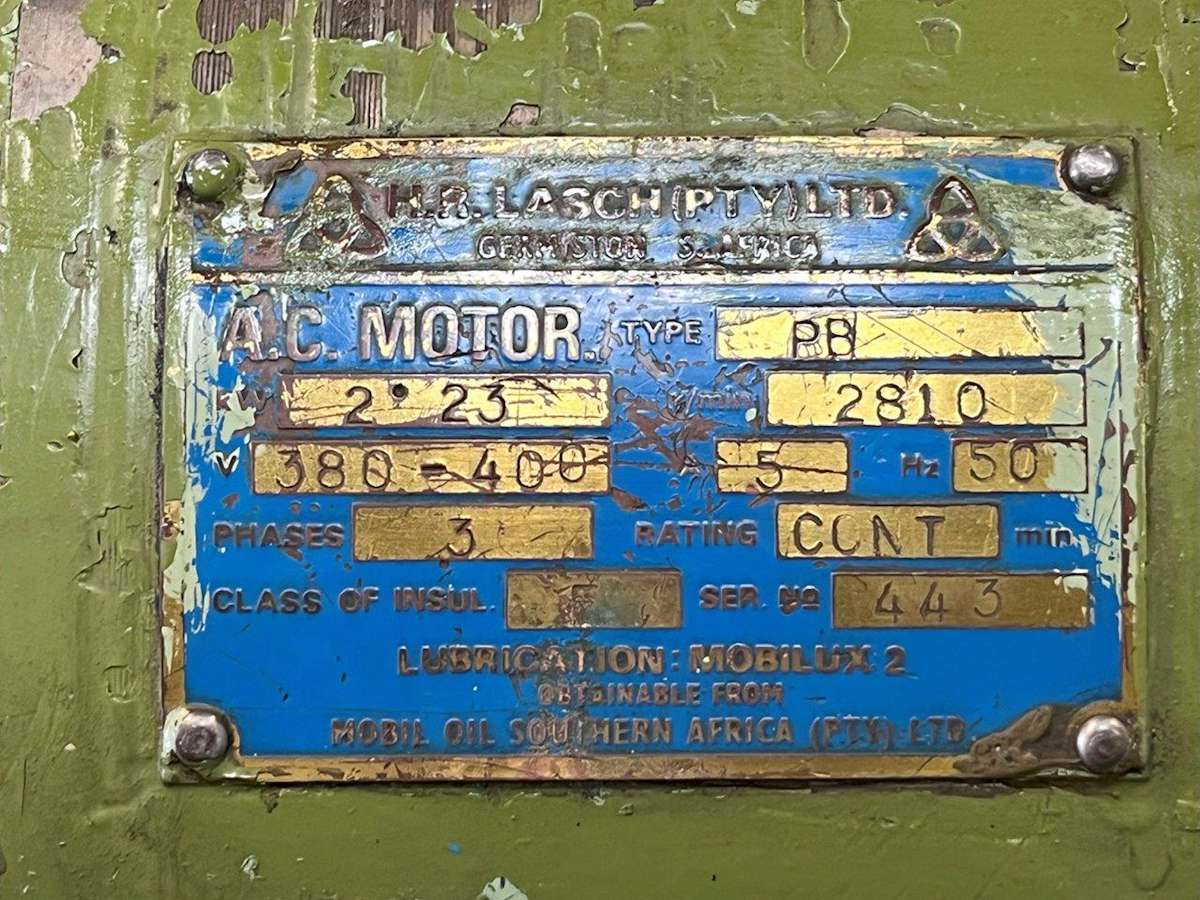 H.R. LASCH (PTY) LTD.
GERMISTON S. AFRICA
A.C. MOTOR. TYPE PB
kW 2.23 r/min 2810
V 380-400 5 Hz 50
PHASES 3 RATING CONT min
CLASS OF INSUL. SER. Nº 443
LUBRICATION: MOBILUX 2
OBTAINABLE FROM
MOBIL OIL SOUTHERN AFRICA (PTY) LTD.